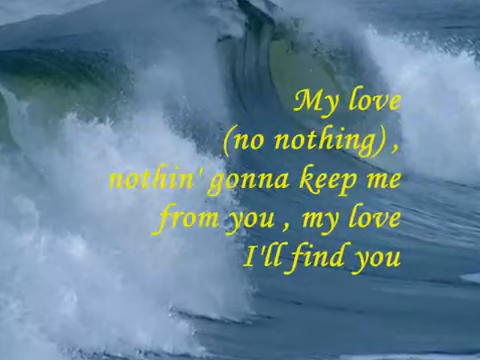 My love
(no nothing) ,
nothin' gonna keep me
from you , my love
I'll find you